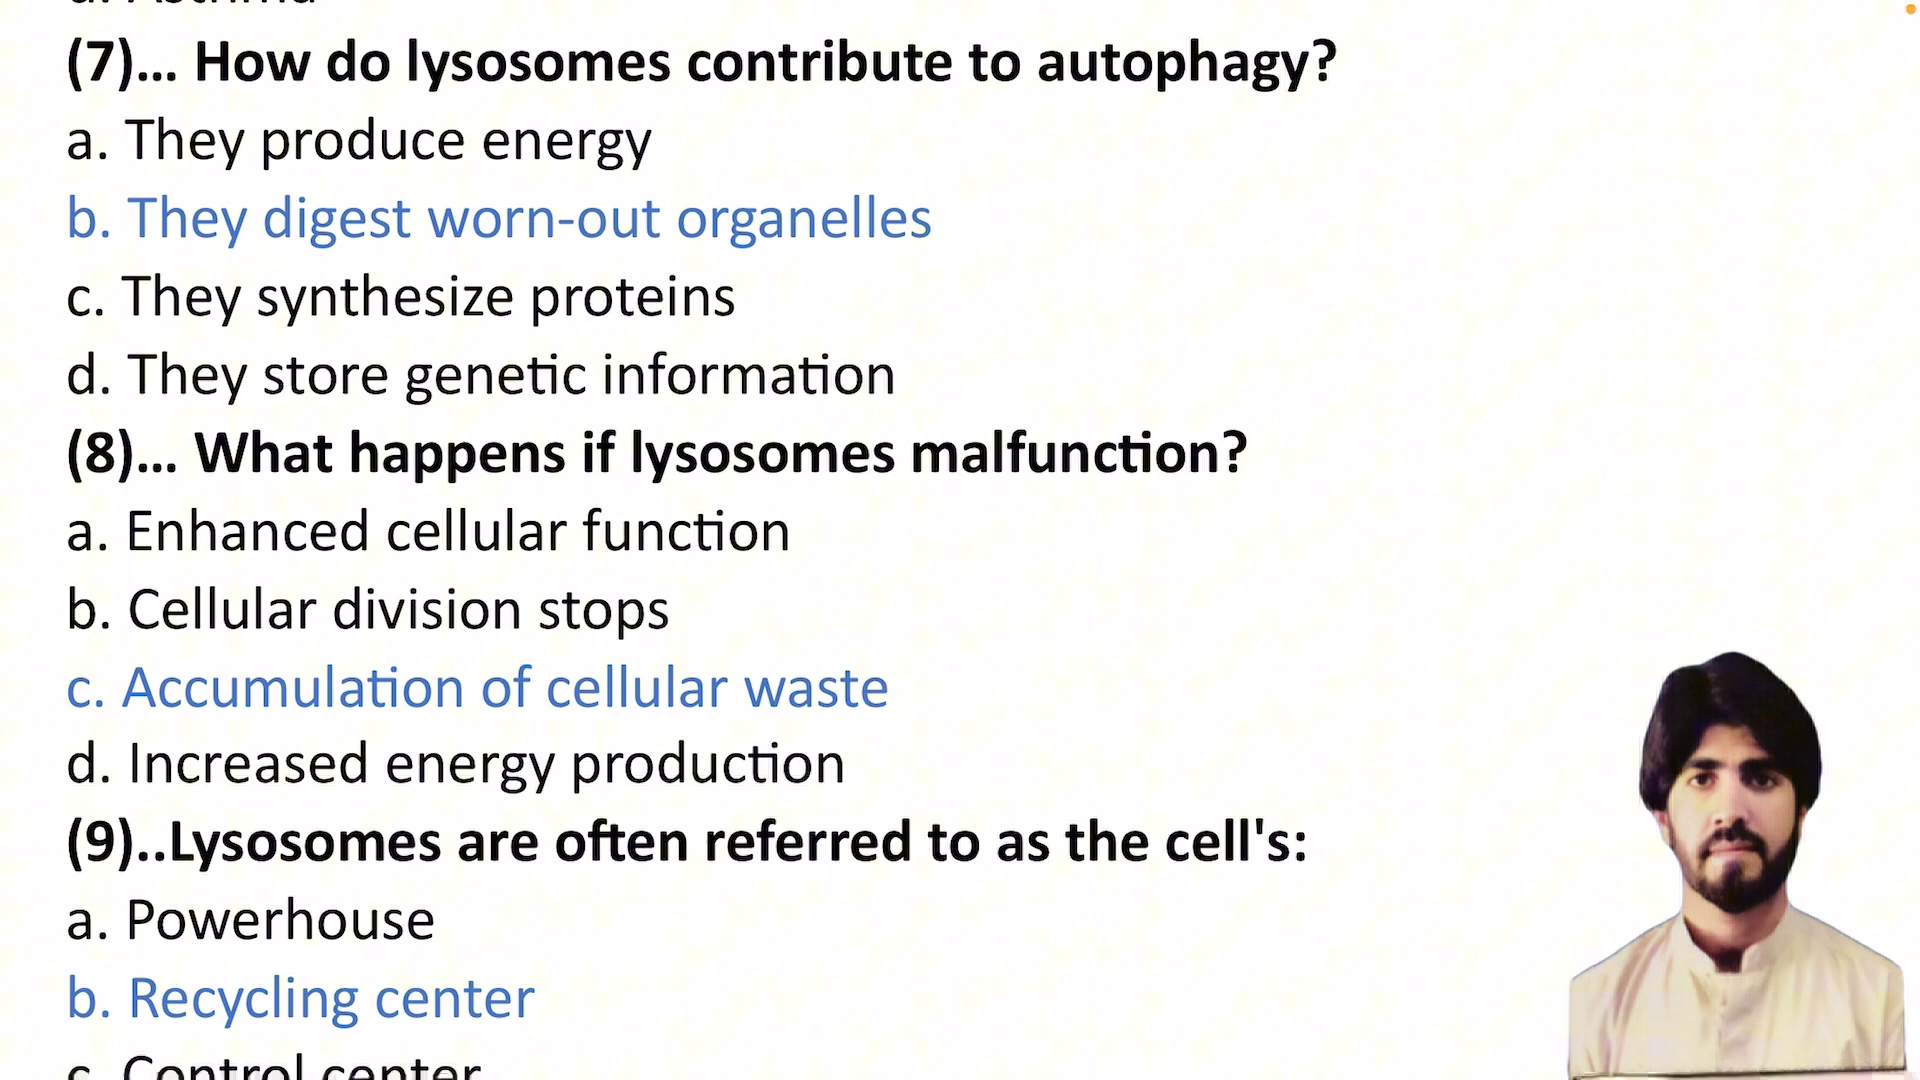 d. Asthma
(7)... How do lysosomes contribute to autophagy?
a. They produce energy
b. They digest worn-out organelles
c. They synthesize proteins
d. They store genetic information
(8)... What happens if lysosomes malfunction?
a. Enhanced cellular function
b. Cellular division stops
c. Accumulation of cellular waste
d. Increased energy production
(9)..Lysosomes are often referred to as the cell's:
a. Powerhouse
b. Recycling center
c. Control center